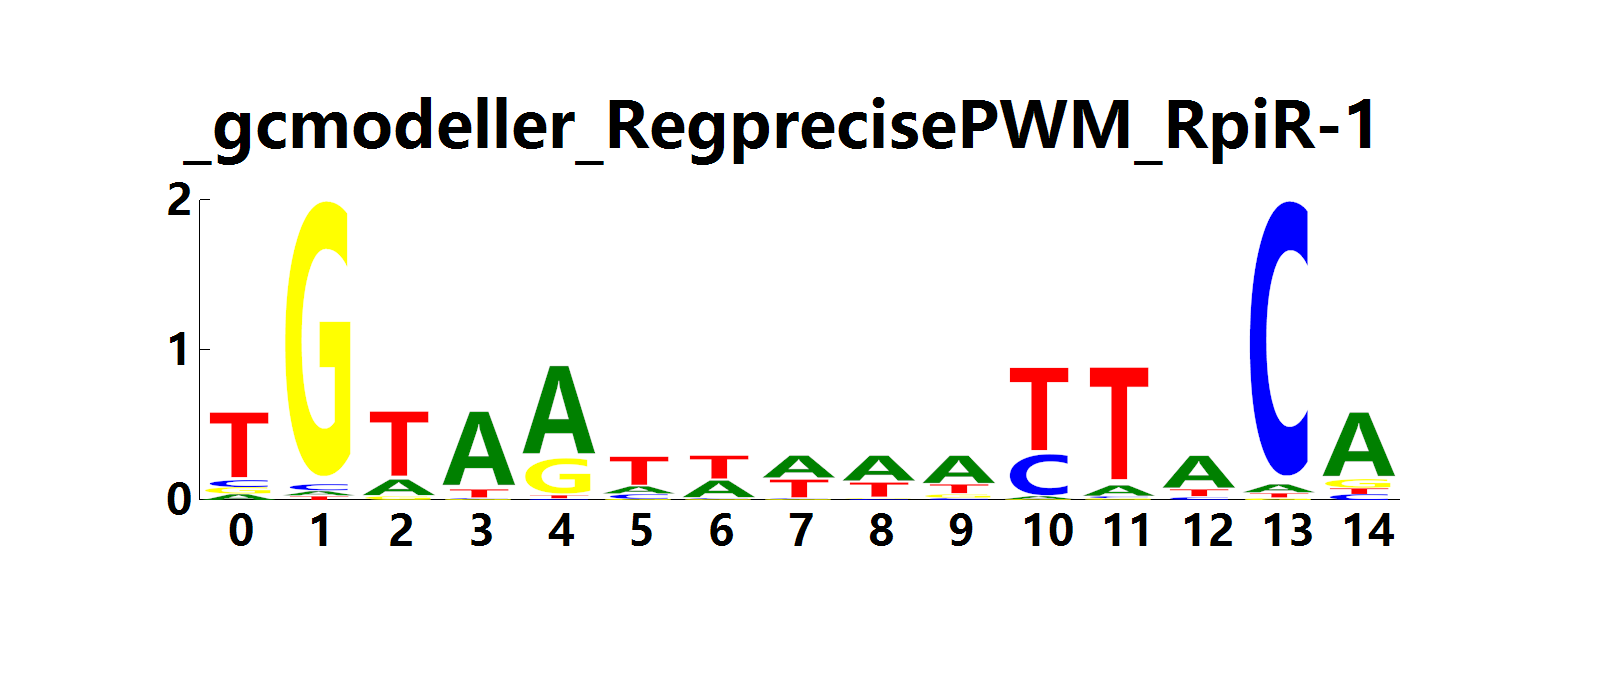 _gcmodeller_RegprecisePWM_RpiR-1
2
1
0
T G T A A T T A A A T T A C A
C C A T G A A T T T C A T A G
G A G T C C A T T
A T C
0 1 2 3 4 5 6 7 8 9 10 11 12 13 14